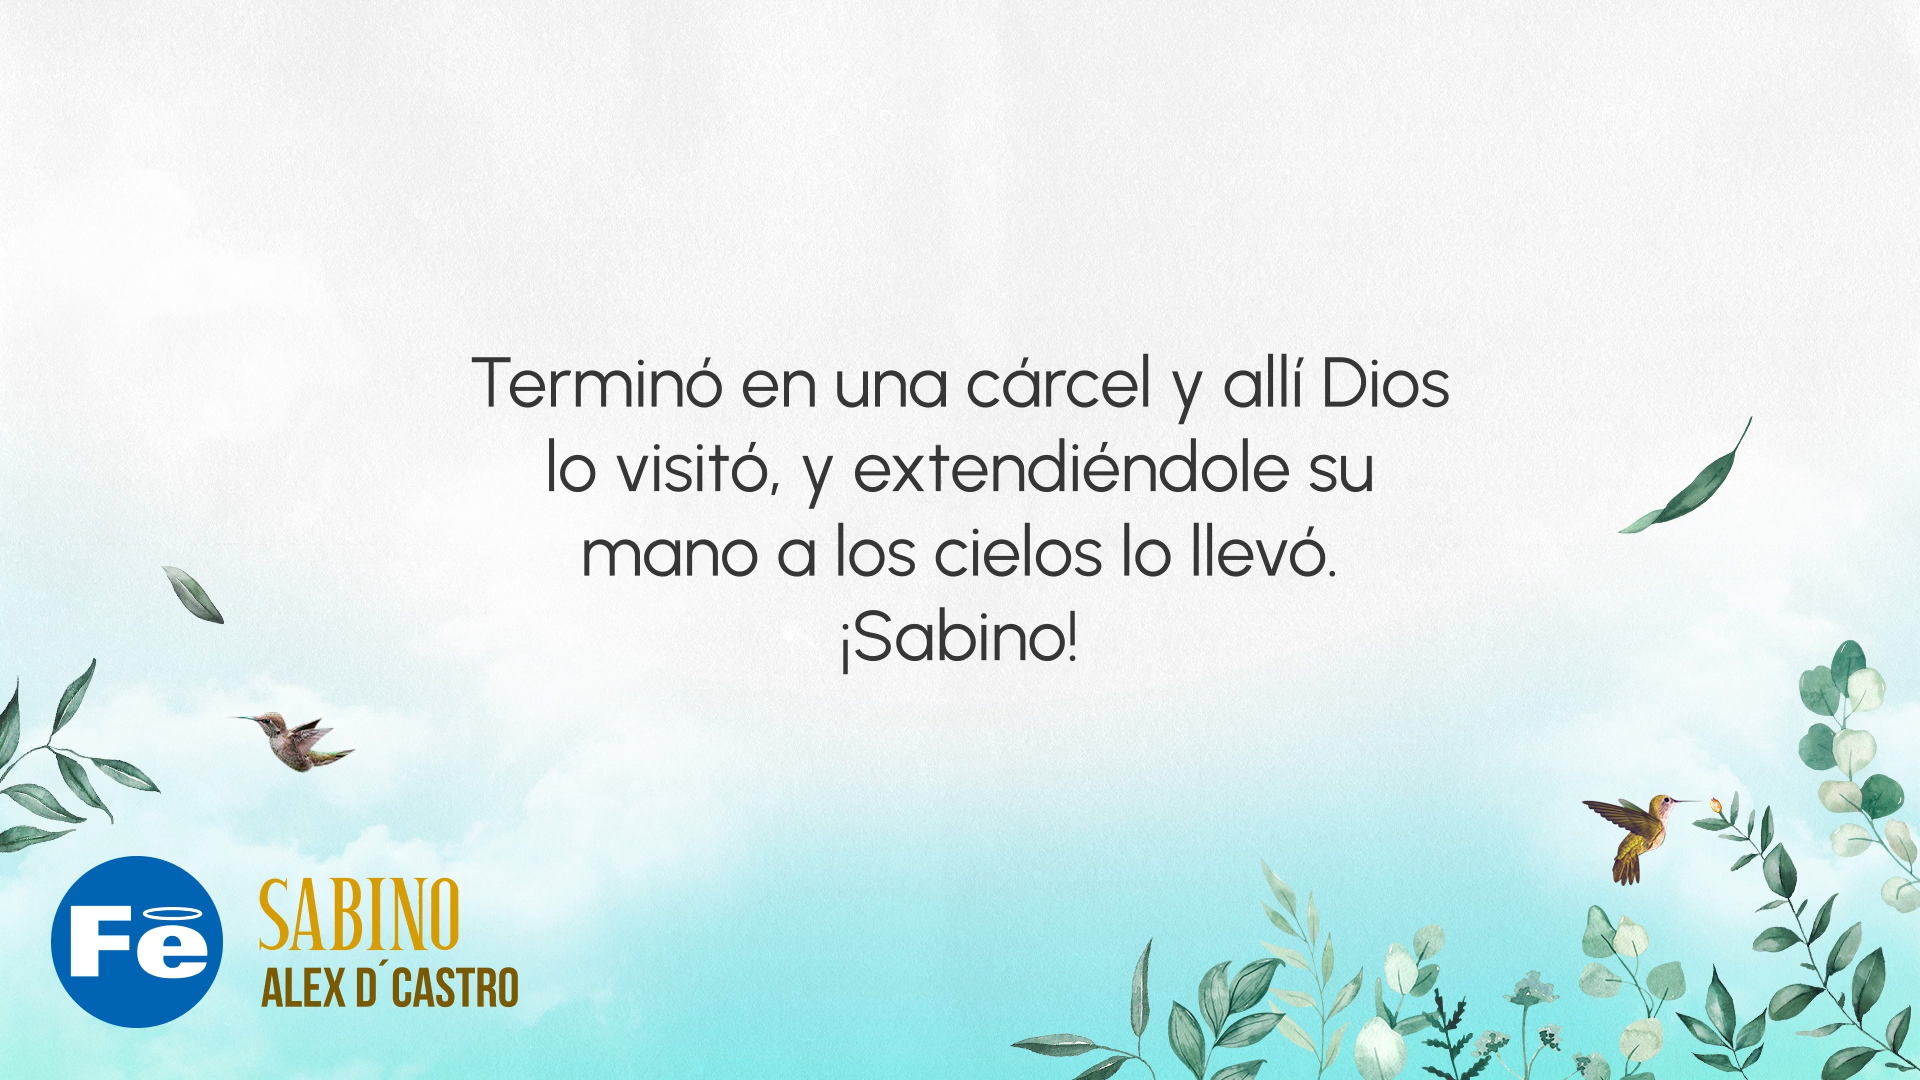 Terminó en una cárcel y allí Dios
lo visitó, y extendiéndole su
mano a los cielos lo llevó.
¡Sabino!
Fe
SABINO
ALEX D´CASTRO